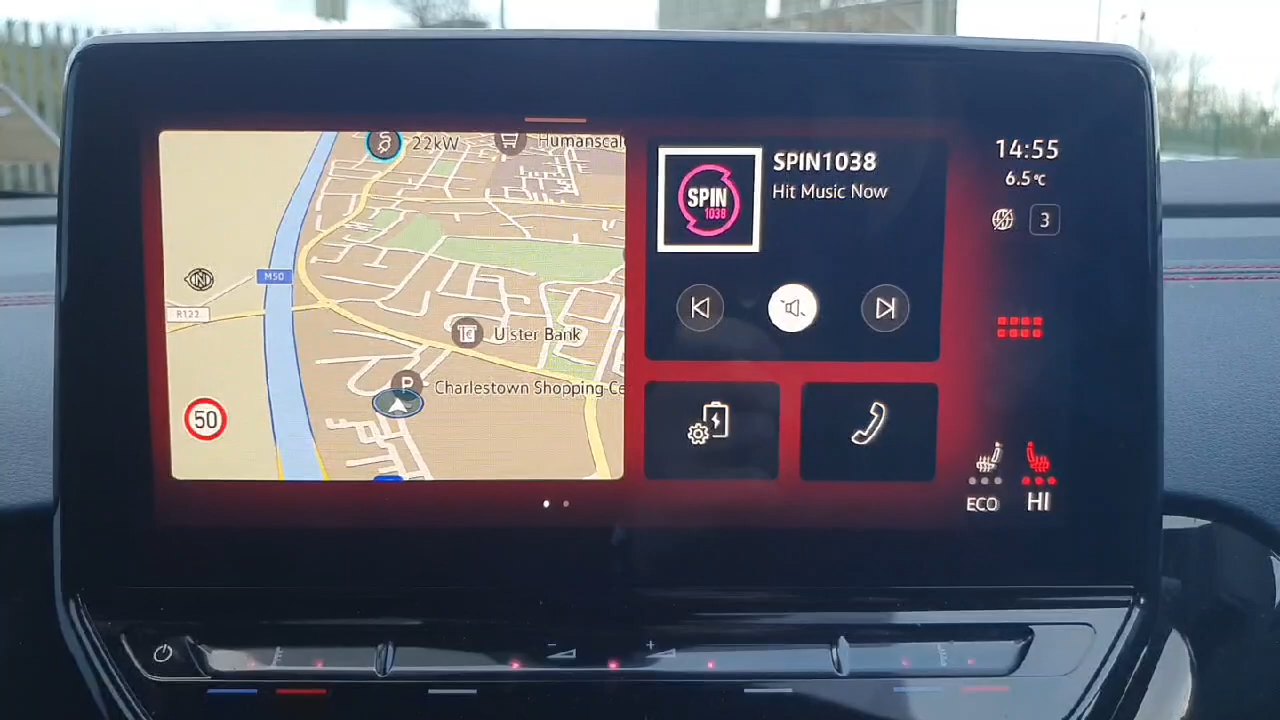 22kW
Humanscal
N
M50
R121
Ulster Bank
P
Charlestown Shopping Ce
50
SPIN
1038
SPIN1038
Hit Music Now
14:55
6.5°C
3
ECO
HI